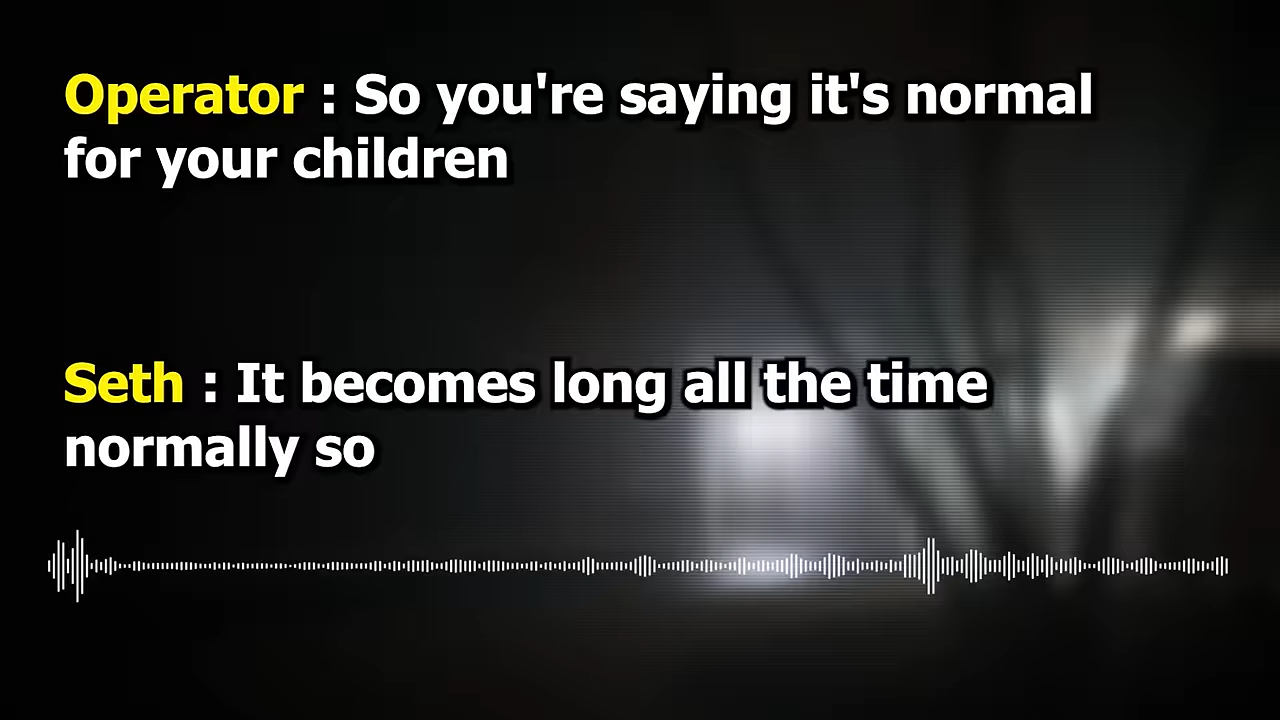 Operator : So you're saying it's normal
for your children
Seth : It becomes long all the time
normally so